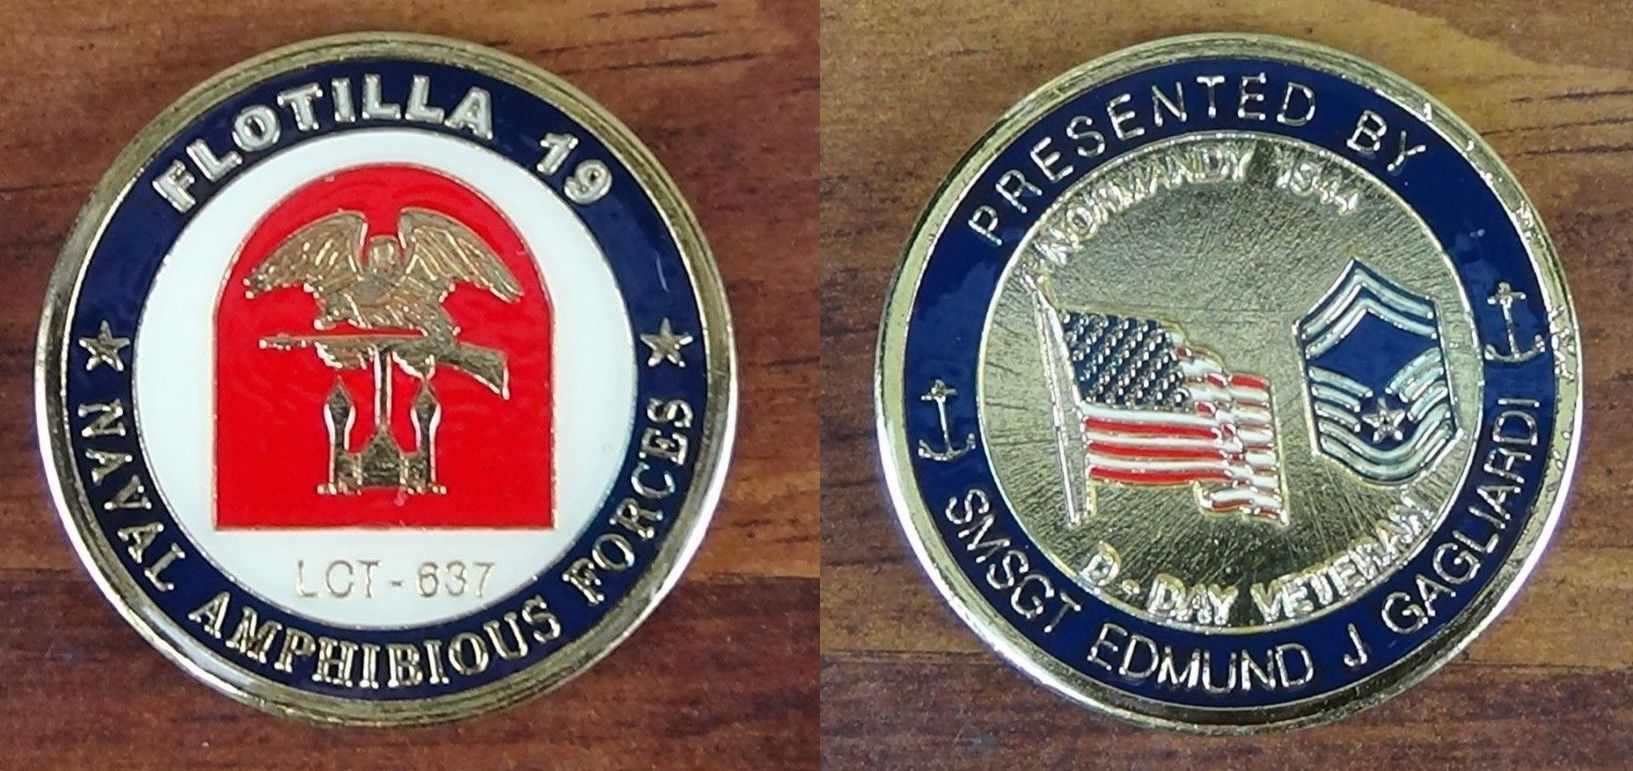 FLOTILLA 19
NAVAL AMPHIBIOUS FORCES
LCT - 637
PRESENTED BY
NORMANDY 1944
D - DAY VETERAN
SMSGT EDMUND J GAGLIARDI